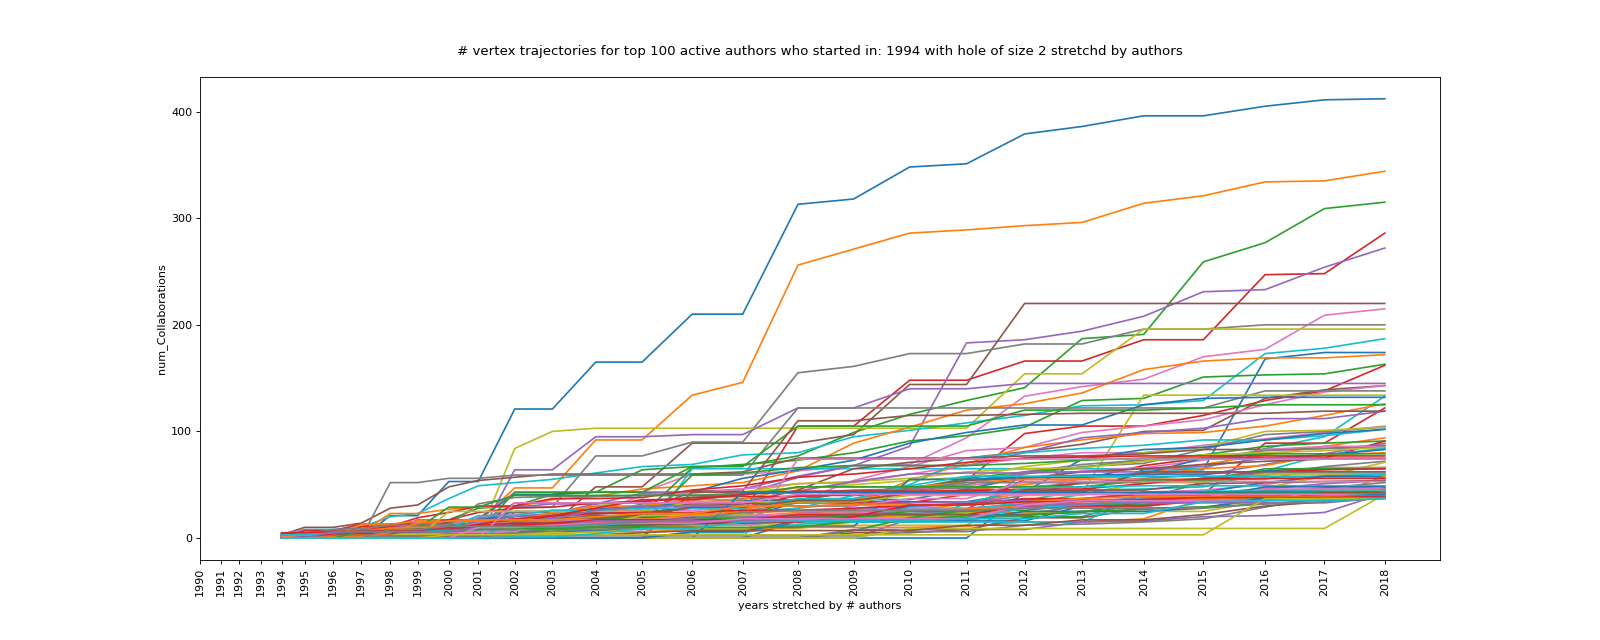 # vertex trajectories for top 100 active authors who started in: 1994 with hole of size 2 stretchd by authors
400
300
200
100
0
num_Collaborations
1990 1991 1992 1993 1994 1995 1996 1997 1998 1999 2000 2001 2002 2003 2004 2005 2006 2007 2008 2009 2010 2011 2012 2013 2014 2015 2016 2017 2018
years stretched by # authors